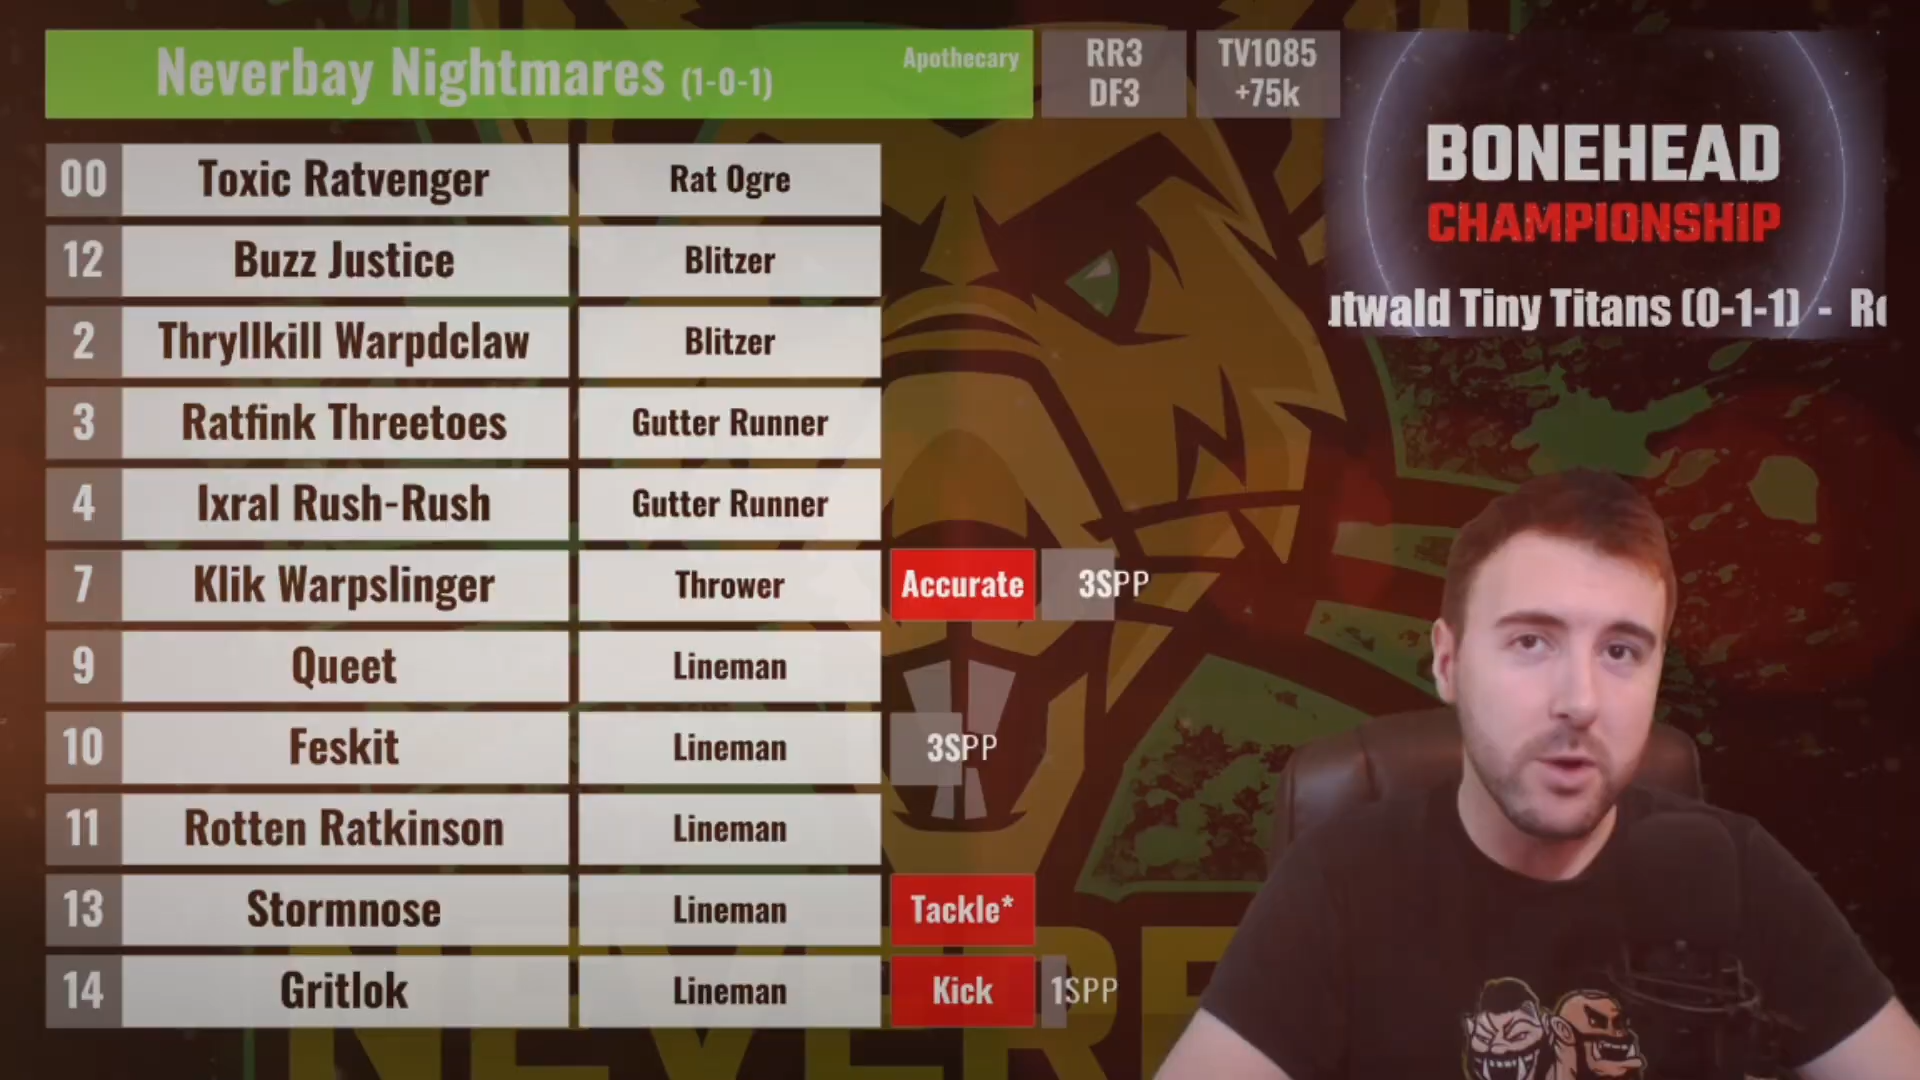 Neverbay Nightmares (1-0-1)
Apothecary
RR3
DF3
TV1085
+75k
BONEHEAD
CHAMPIONSHIP
Tiny Titans (0-1-1) -
00 Toxic Ratvenger Rat Ogre
12 Buzz Justice Blitzer
2 Thryllkill Warpdclaw Blitzer
3 Ratfink Threetoes Gutter Runner
4 Ixral Rush-Rush Gutter Runner
7 Klik Warpslinger Thrower Accurate 3SPP
9 Queet Lineman
10 Feskit Lineman 3SPP
11 Rotten Ratkinson Lineman
13 Stormnose Lineman Tackle*
14 Gritlok Lineman Kick 1SPP